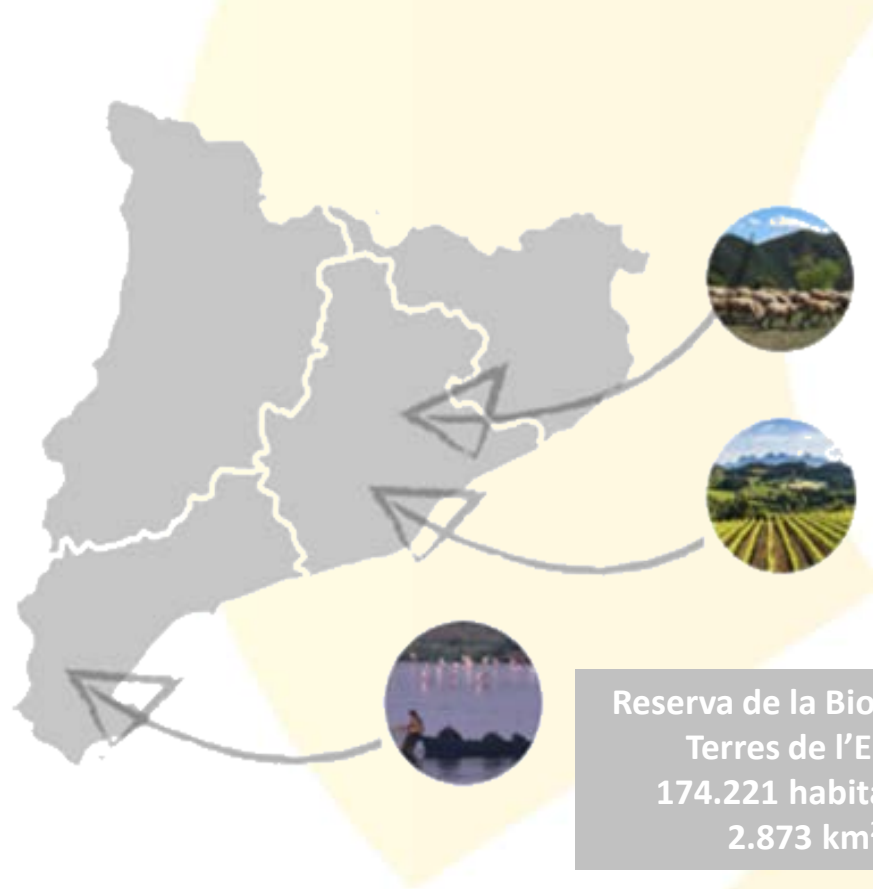 Reserva de la Bio
Terres de l'E
174.221 habita
2.873 km²